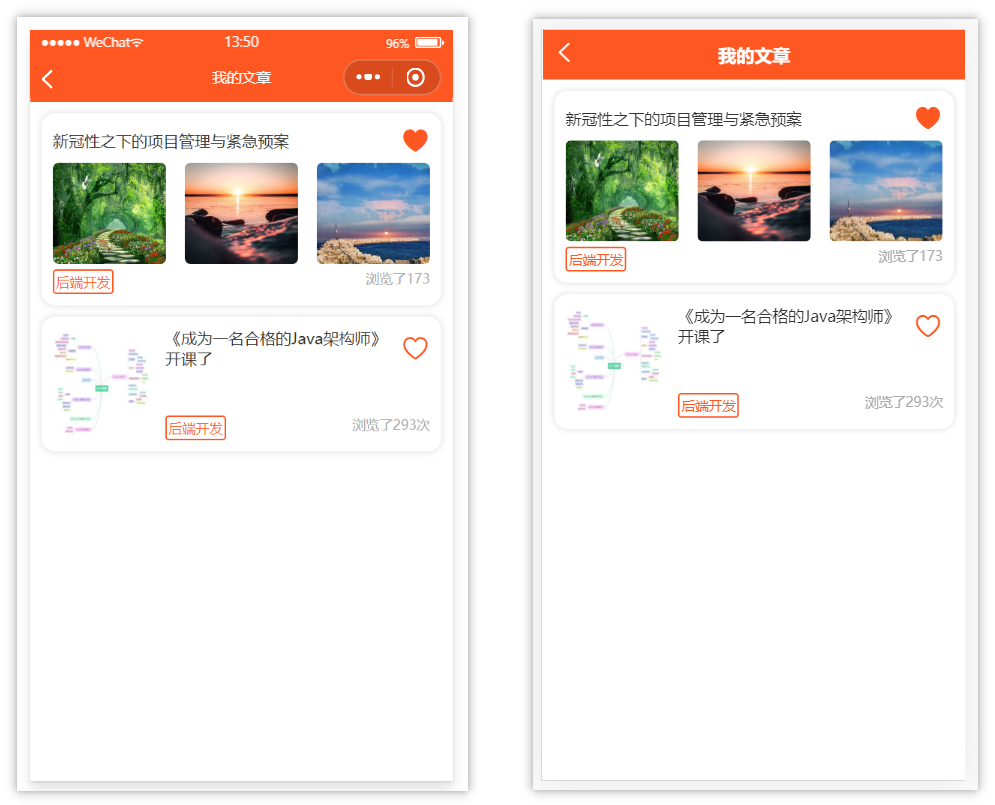 WeChat 13:50 96%
我的文章
新冠性之下的项目管理与紧急预案
后端开发 浏览了173
《成为一名合格的Java架构师》
开课了
后端开发 浏览了293次
我的文章
新冠性之下的项目管理与紧急预案
后端开发 浏览了173
《成为一名合格的Java架构师》
开课了
后端开发 浏览了293次